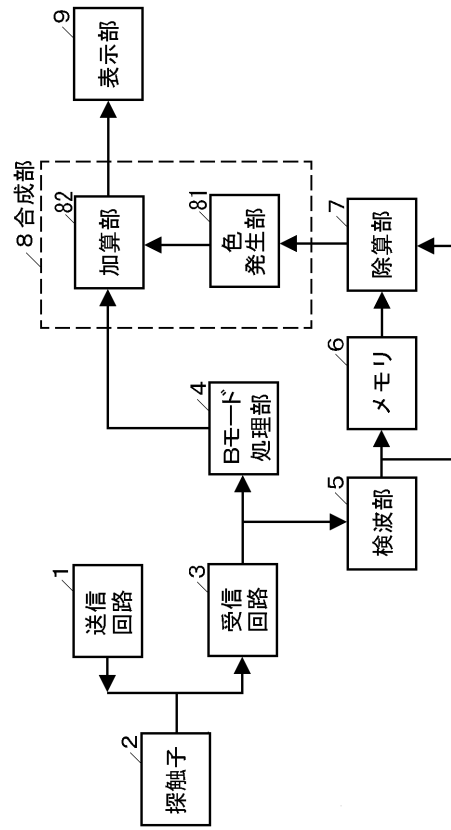 1
送信
回路
2
探触子
3
受信
回路
4
Bモード
処理部
5
検波部
6
メモリ
7
除算部
8 合成部
81
色
発生部
82
加算部
9
表示部